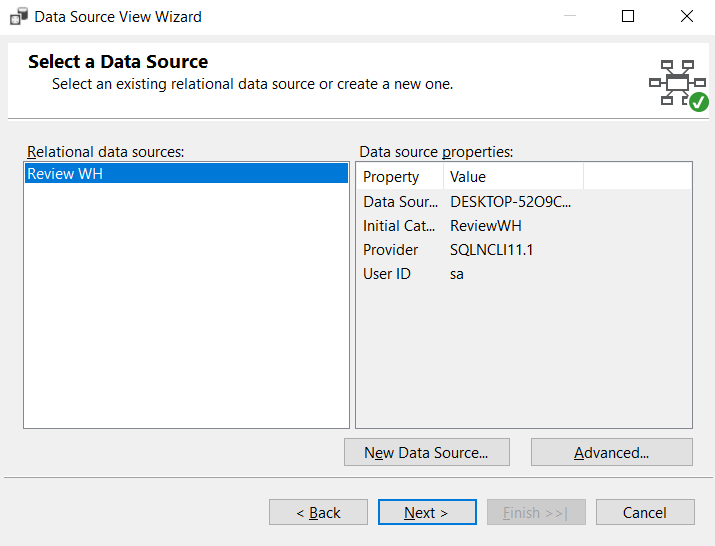 Data Source View Wizard
Select a Data Source
Select an existing relational data source or create a new one.
Relational data sources:
Review WH
Data source properties:
Property Value
Data Sour... DESKTOP-52O9C...
Initial Cat... ReviewWH
Provider SQLNCLI11.1
User ID sa
New Data Source...
Advanced...
< Back
Next >
Finish >>|
Cancel